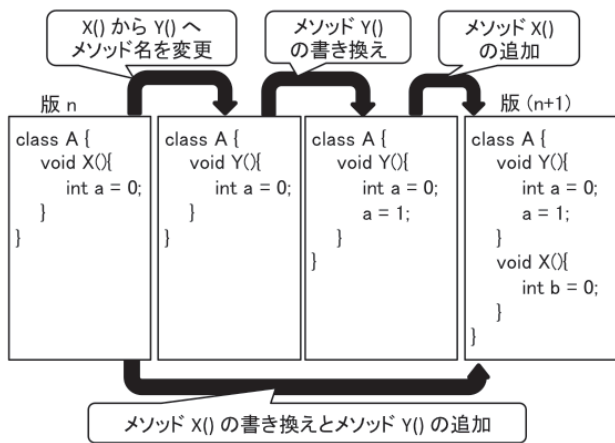 X() から Y() へ
メソッド名を変更
メソッド Y()
の書き換え
メソッド X()
の追加
版 n
版 (n+1)
class A {
void X(){
int a = 0;
}
}
class A {
void Y(){
int a = 0;
}
}
class A {
void Y(){
int a = 0;
a = 1;
}
}
class A {
void Y(){
int a = 0;
a = 1;
}
void X(){
int b = 0;
}
}
メソッド X() の書き換えとメソッド Y() の追加